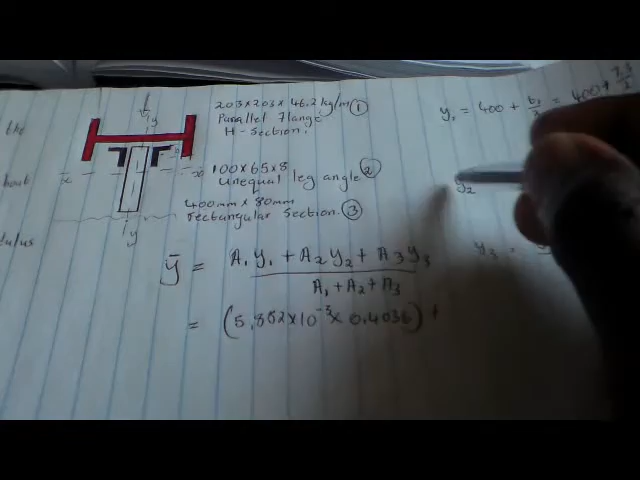 203×203×46.2 kg/m ①
Parallel Flange
H-Section.
100×65×8
Unequal leg angle ②
400mm × 80mm
rectangular Section. ③
y
x
y
ȳ = A₁y₁ + A₂y₂ + A₃y₃
A₁ + A₂ + A₃
= (5.882×10⁻³ × 0.4036) +
y₁ = 400 + = 400 +
y₂
y₃ =